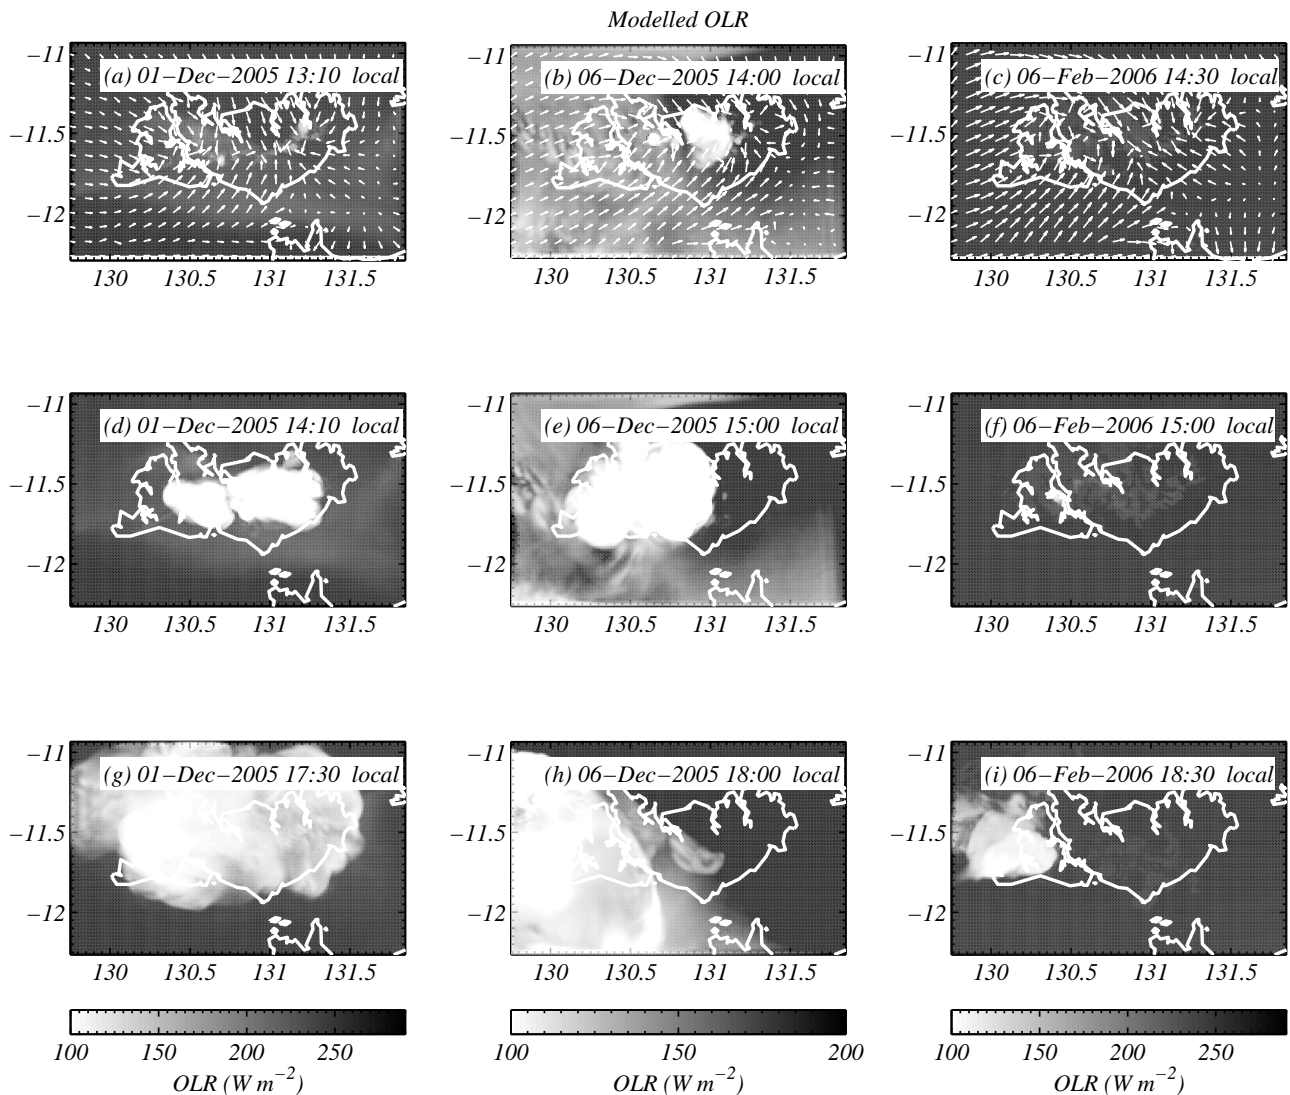 Modelled OLR
(a) 01−Dec−2005 13:10 local
(b) 06−Dec−2005 14:00 local
(c) 06−Feb−2006 14:30 local
−11
−11.5
−12
130 130.5 131 131.5
−11
−11.5
−12
130 130.5 131 131.5
−11
−11.5
−12
130 130.5 131 131.5
(d) 01−Dec−2005 14:10 local
(e) 06−Dec−2005 15:00 local
(f) 06−Feb−2006 15:00 local
−11
−11.5
−12
130 130.5 131 131.5
−11
−11.5
−12
130 130.5 131 131.5
−11
−11.5
−12
130 130.5 131 131.5
(g) 01−Dec−2005 17:30 local
(h) 06−Dec−2005 18:00 local
(i) 06−Feb−2006 18:30 local
−11
−11.5
−12
130 130.5 131 131.5
−11
−11.5
−12
130 130.5 131 131.5
−11
−11.5
−12
130 130.5 131 131.5
100 150 200 250
OLR (W m−2)
100 150 200
OLR (W m−2)
100 150 200 250
OLR (W m−2)